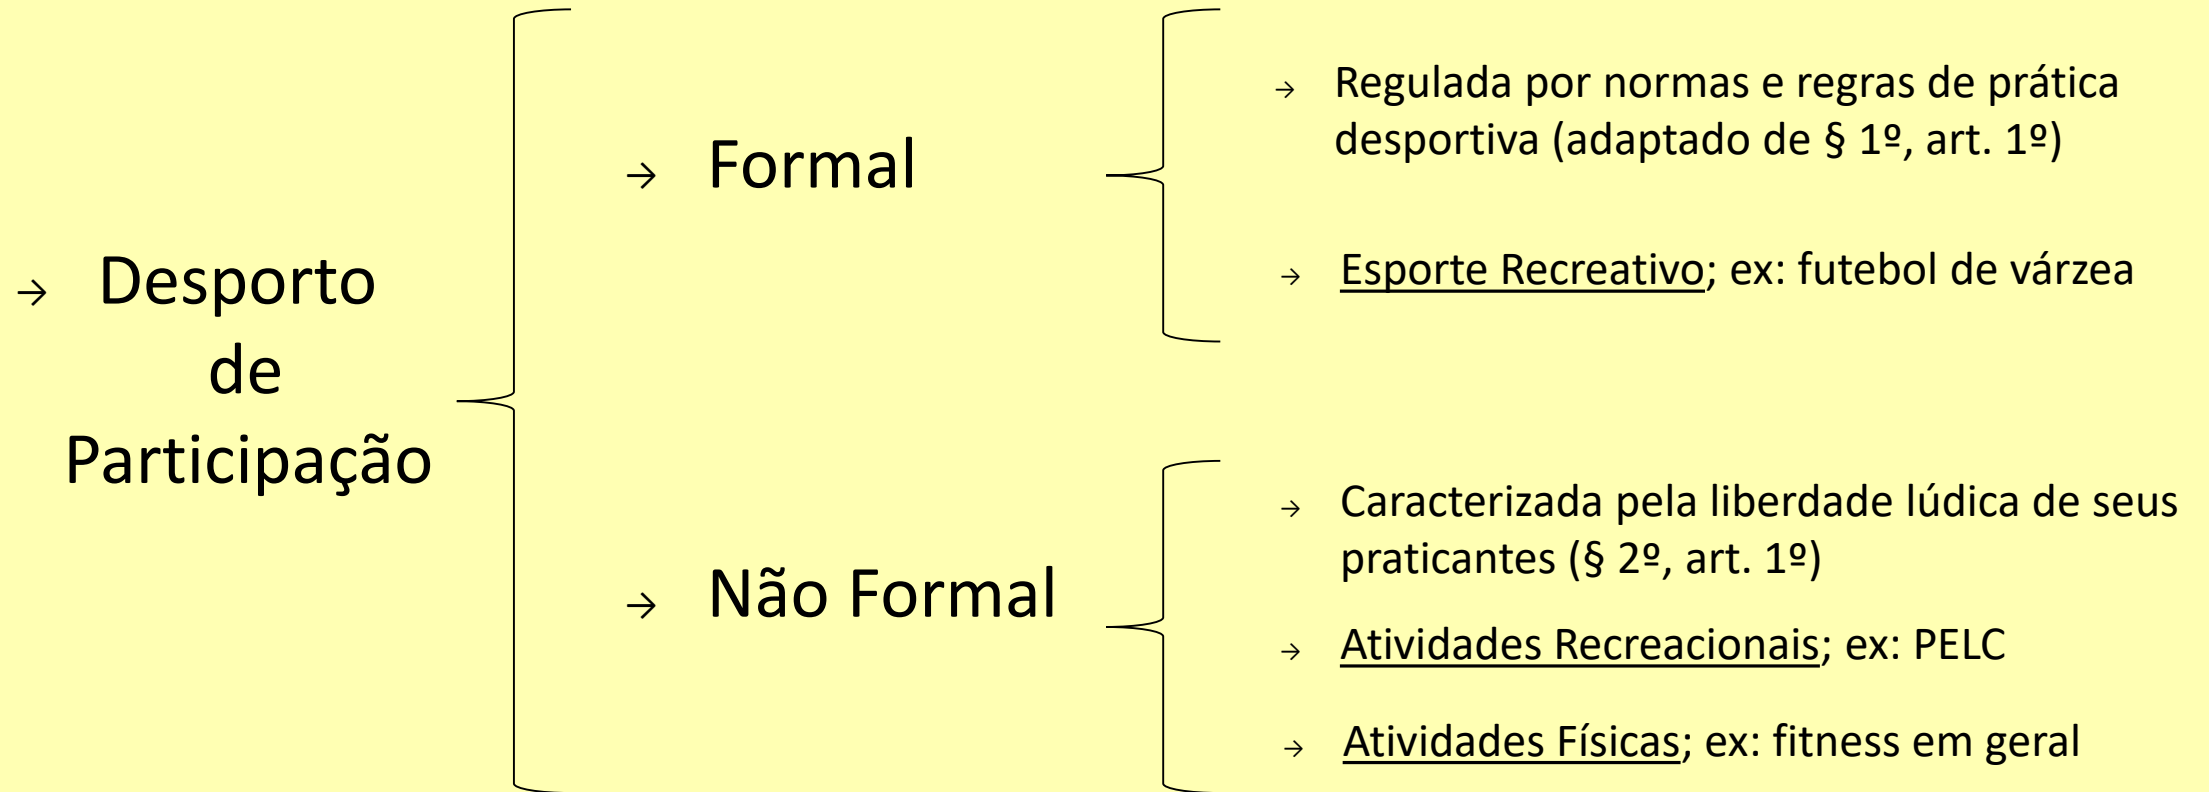 → Desporto
de
Participação
→ Formal
→ Regulada por normas e regras de prática
desportiva (adaptado de § 1º, art. 1º)
→ Esporte Recreativo; ex: futebol de várzea
→ Não Formal
→ Caracterizada pela liberdade lúdica de seus
praticantes (§ 2º, art. 1º)
→ Atividades Recreacionais; ex: PELC
→ Atividades Físicas; ex: fitness em geral